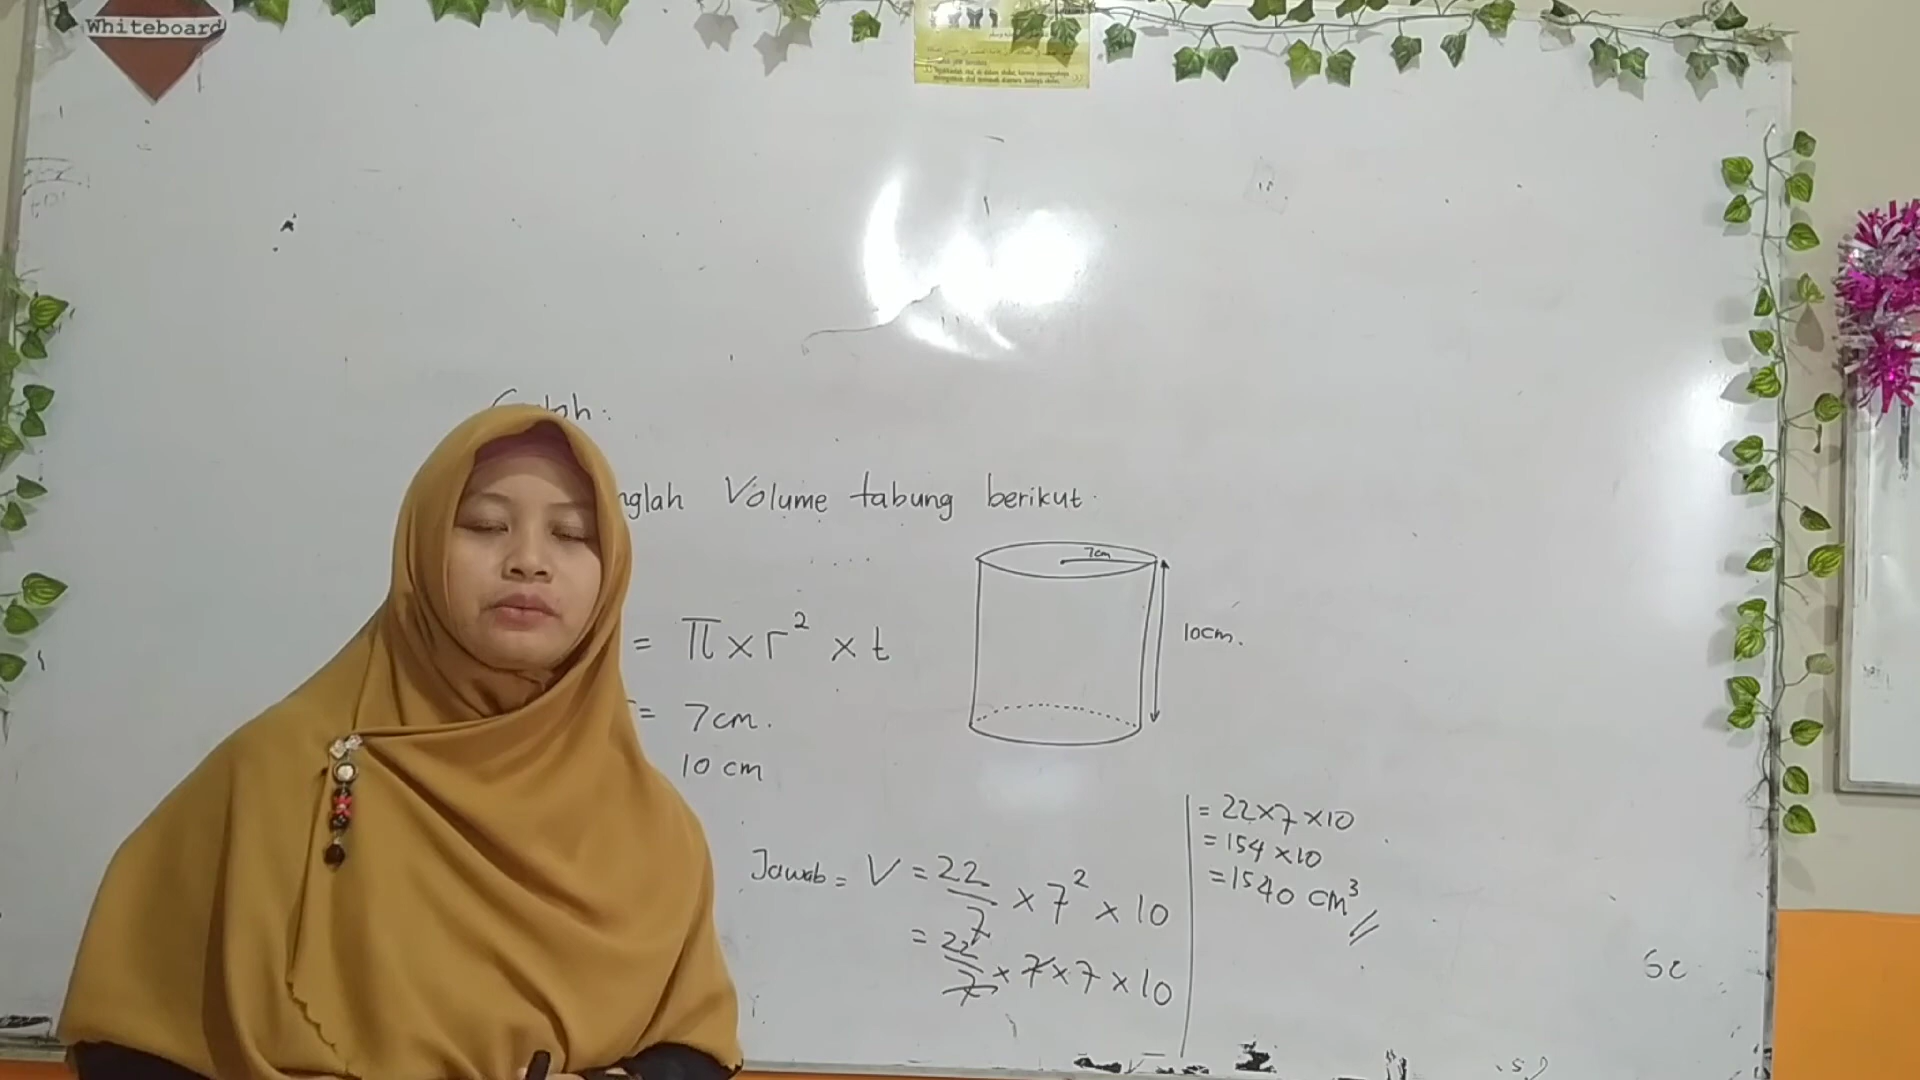 Whiteboard
Volume tabung berikut.
7cm
10cm.
= π × r² × t
= 7cm.
10 cm
Jawab = V = 22/7 × 7² × 10
= 22/7 × 7 × 7 × 10
= 22 × 7 × 10
= 154 × 10
= 1540 cm³